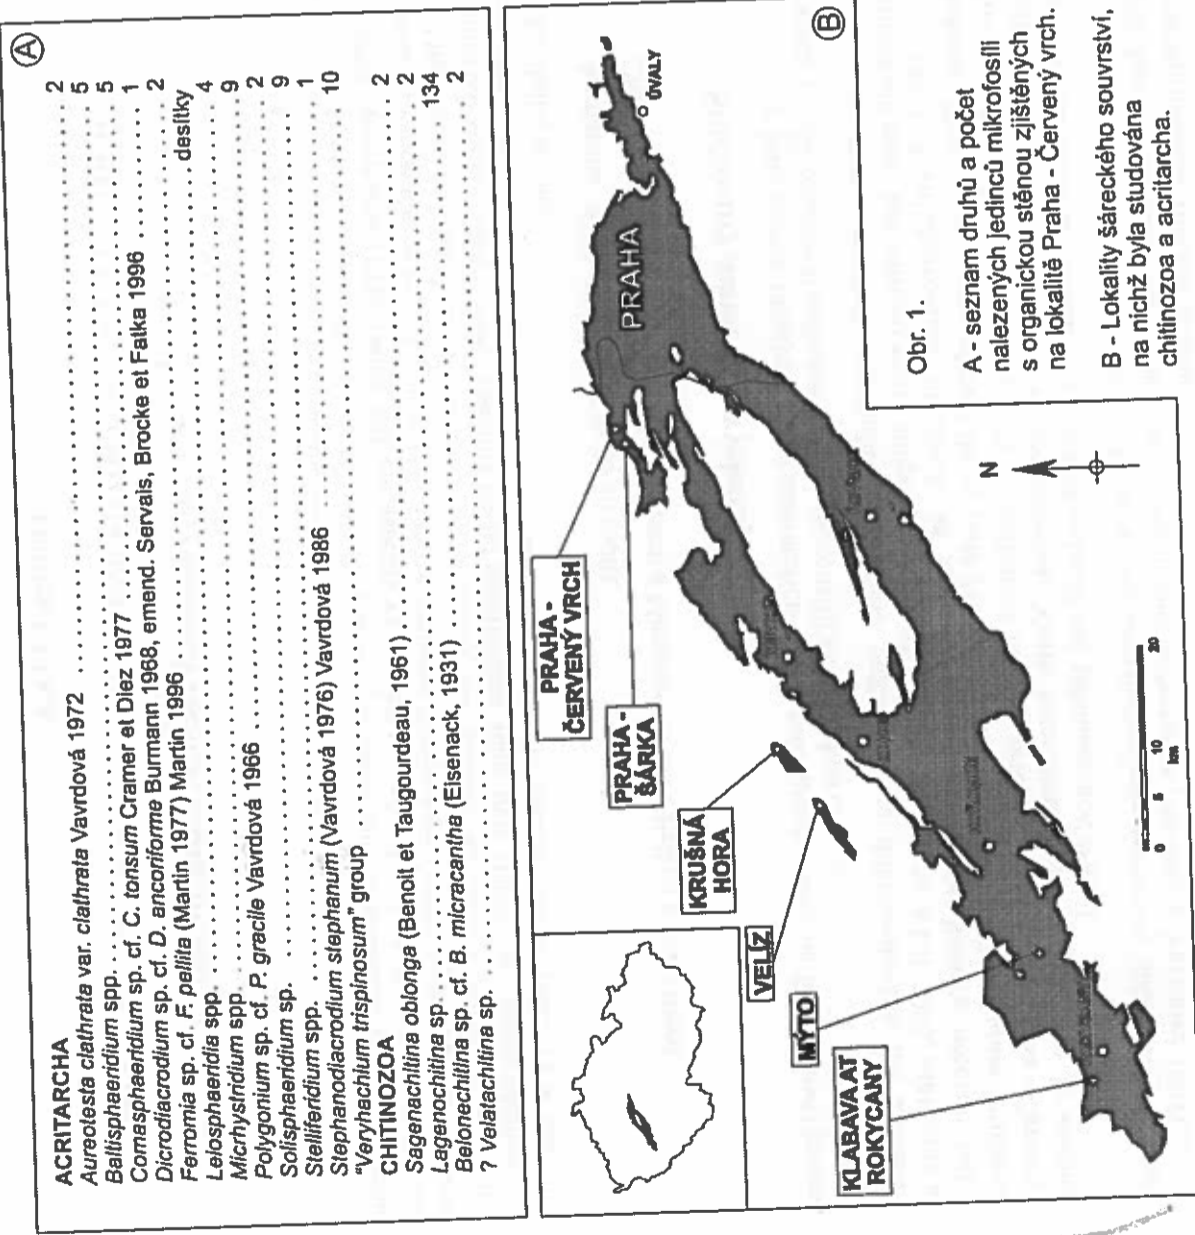 A
ACRITARCHA
Aureotesta clathrata var. clathrata Vavrdová 1972 ........ 2
Baltisphaeridium spp. ........ 5
Comasphaeridium sp. cf. C. tonsum Cramer et Diez 1977 ........ 5
Dicrodiacrodium sp. cf. D. ancoriforme Burmann 1968, emend. Servais, Brocke et Fatka 1996 ........ 1
Ferromia sp. cf. F. pellita (Martin 1977) Martin 1996 ........ 2
Leiosphaeridia spp. ........ desítky
Micrhystridium spp. ........ 4
Polygonium sp. cf. P. gracile Vavrdová 1966 ........ 9
Solisphaeridium sp. ........ 2
Stelliferidium spp. ........ 9
Stephanodiacrodium stephanum (Vavrdová 1976) Vavrdová 1986 ........ 1
"Veryhachium trispinosum" group ........ 10
CHITINOZOA
Sagenachitina oblonga (Benoit et Taugourdeau, 1961) ........ 2
Lagenochitina sp. ........ 2
Belonechitina sp. cf. B. micracantha (Eisenack, 1931) ........ 134
? Velatachitina sp. ........ 2
B
ÚVALY
PRAHA
PRAHA -
ČERVENÝ VRCH
PRAHA -
ŠÁRKA
KRUŠNÁ
HORA
VELÍZ
MÝTO
KLABAVA AT
ROKYCANY
N
0 5 10 20
km
Obr. 1.
A - seznam druhů a počet
nalezených jedinců mikrofosílií
s organickou stěnou zjištěných
na lokalitě Praha - Červený vrch.
B - Lokality šáreckého souvrství,
na nichž byla studována
chitinozoa a acritarcha.